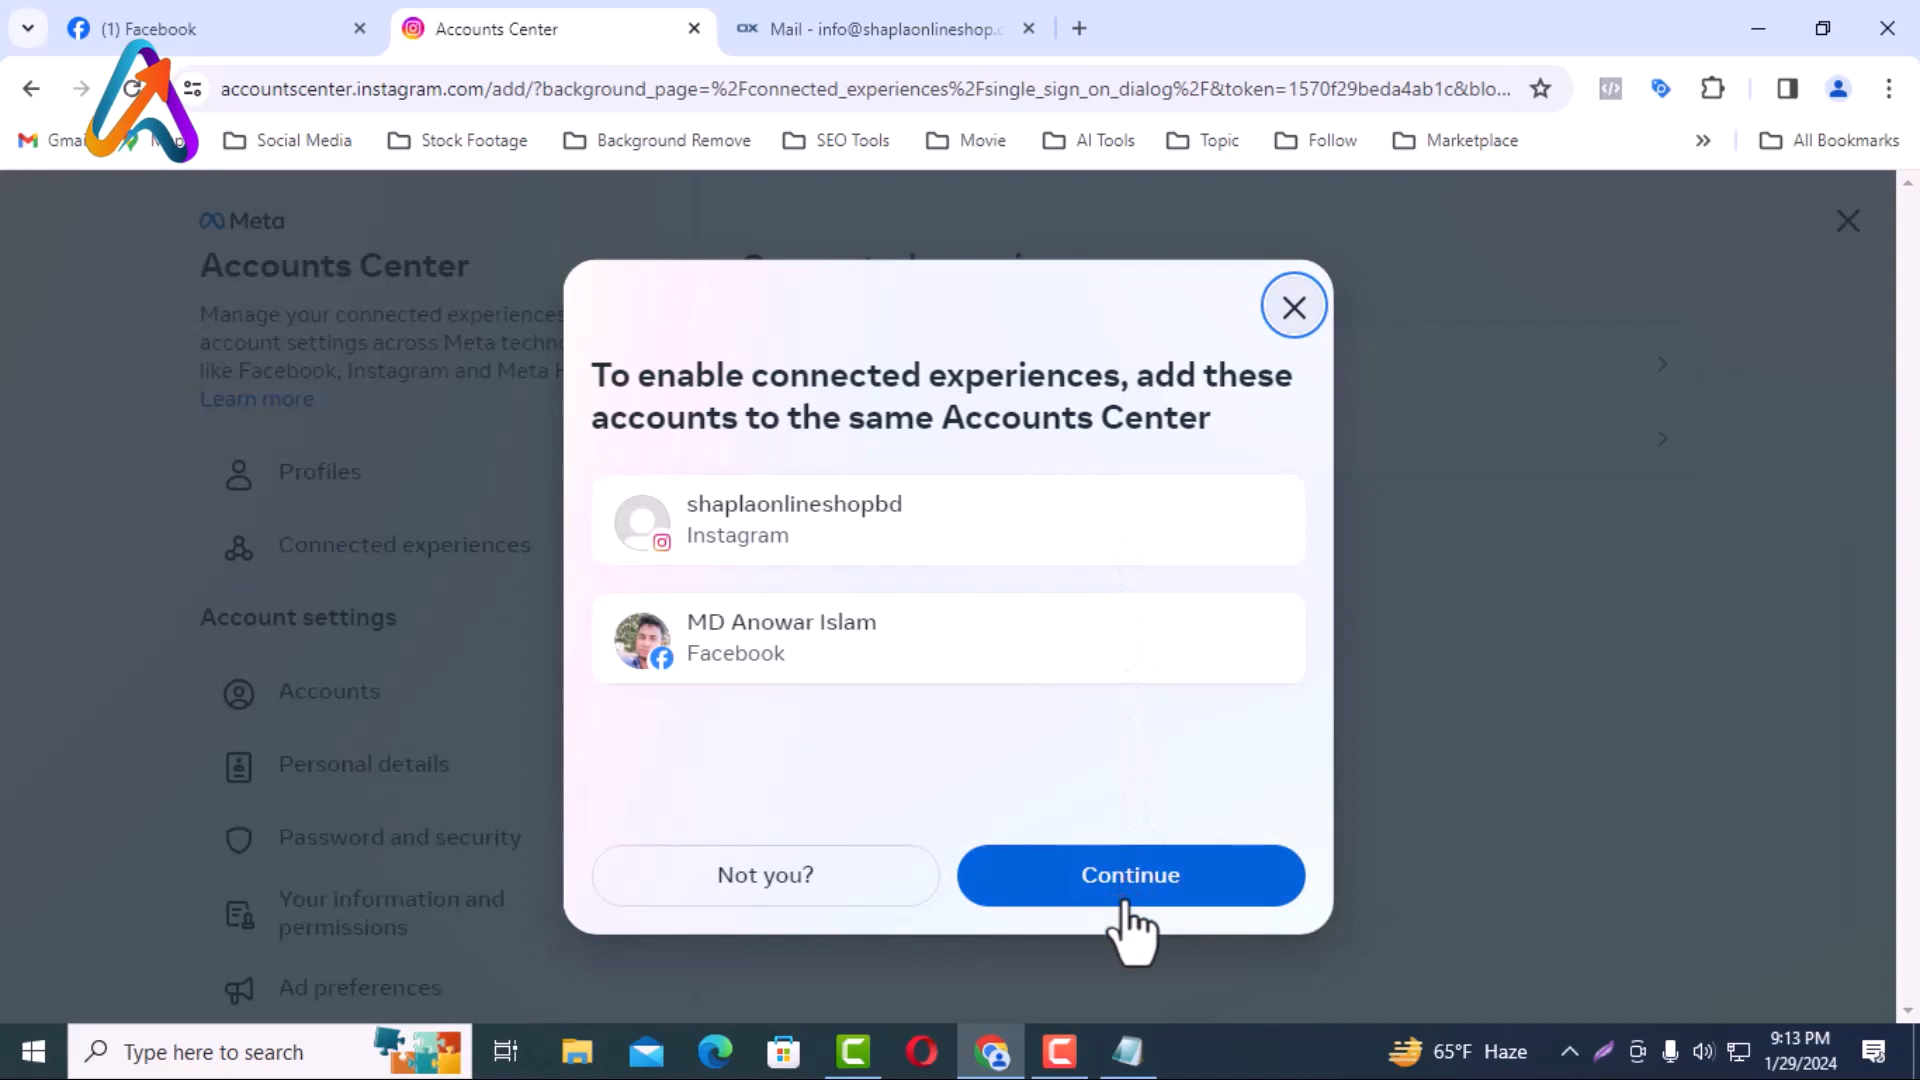 (1) Facebook
Accounts Center
Mail - info@shaplaonlineshop.c
accountscenter.instagram.com/add/?background_page=%2Fconnected_experiences%2Fsingle_sign_on_dialog%2F&token=1570f29beda4ab1c&blo...
Social Media
Stock Footage
Background Remove
SEO Tools
Movie
AI Tools
Topic
Follow
Marketplace
All Bookmarks
Meta
Accounts Center
Manage your connected experiences
account settings across Meta techn
like Facebook, Instagram and Meta H
Learn more
Profiles
Connected experiences
Account settings
Accounts
Personal details
Password and security
Your information and
permissions
Ad preferences
To enable connected experiences, add these
accounts to the same Accounts Center
shaplaonlineshopbd
Instagram
MD Anowar Islam
Facebook
Not you?
Continue
Type here to search
65°F Haze
9:13 PM
1/29/2024